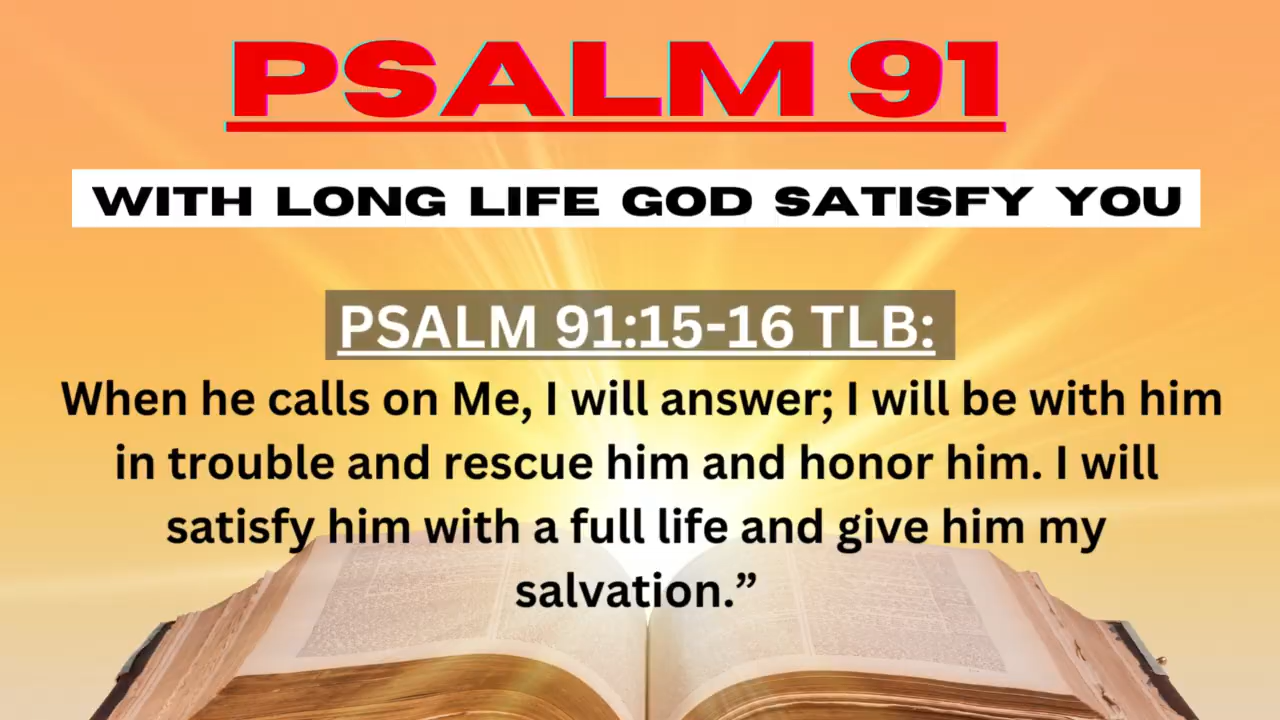 PSALM 91
WITH LONG LIFE GOD SATISFY YOU
PSALM 91:15-16 TLB:
When he calls on Me, I will answer; I will be with him
in trouble and rescue him and honor him. I will
satisfy him with a full life and give him my
salvation.”